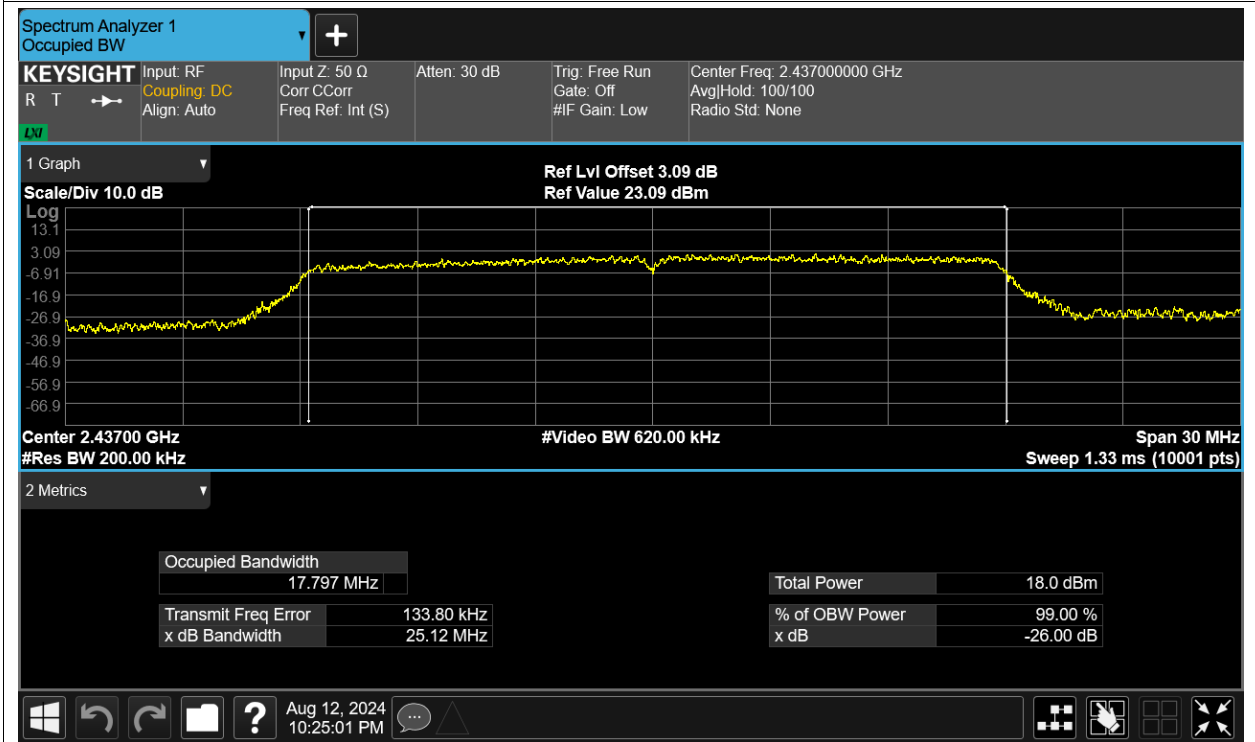 Spectrum Analyzer 1
Occupied BW
KEYSIGHT
R T
LXI
Input: RF
Coupling: DC
Align: Auto
Input Z: 50 Ω
Corr CCorr
Freq Ref: Int (S)
Atten: 30 dB
Trig: Free Run
Gate: Off
#IF Gain: Low
Center Freq: 2.437000000 GHz
Avg|Hold: 100/100
Radio Std: None
1 Graph
Scale/Div 10.0 dB
Ref Lvl Offset 3.09 dB
Ref Value 23.09 dBm
Log
13.1
3.09
-6.91
-16.9
-26.9
-36.9
-46.9
-56.9
-66.9
Center 2.43700 GHz
#Res BW 200.00 kHz
#Video BW 620.00 kHz
Span 30 MHz
Sweep 1.33 ms (10001 pts)
2 Metrics
Occupied Bandwidth
17.797 MHz
Transmit Freq Error 133.80 kHz
x dB Bandwidth 25.12 MHz
Total Power 18.0 dBm
% of OBW Power 99.00 %
x dB -26.00 dB
?
Aug 12, 2024
10:25:01 PM